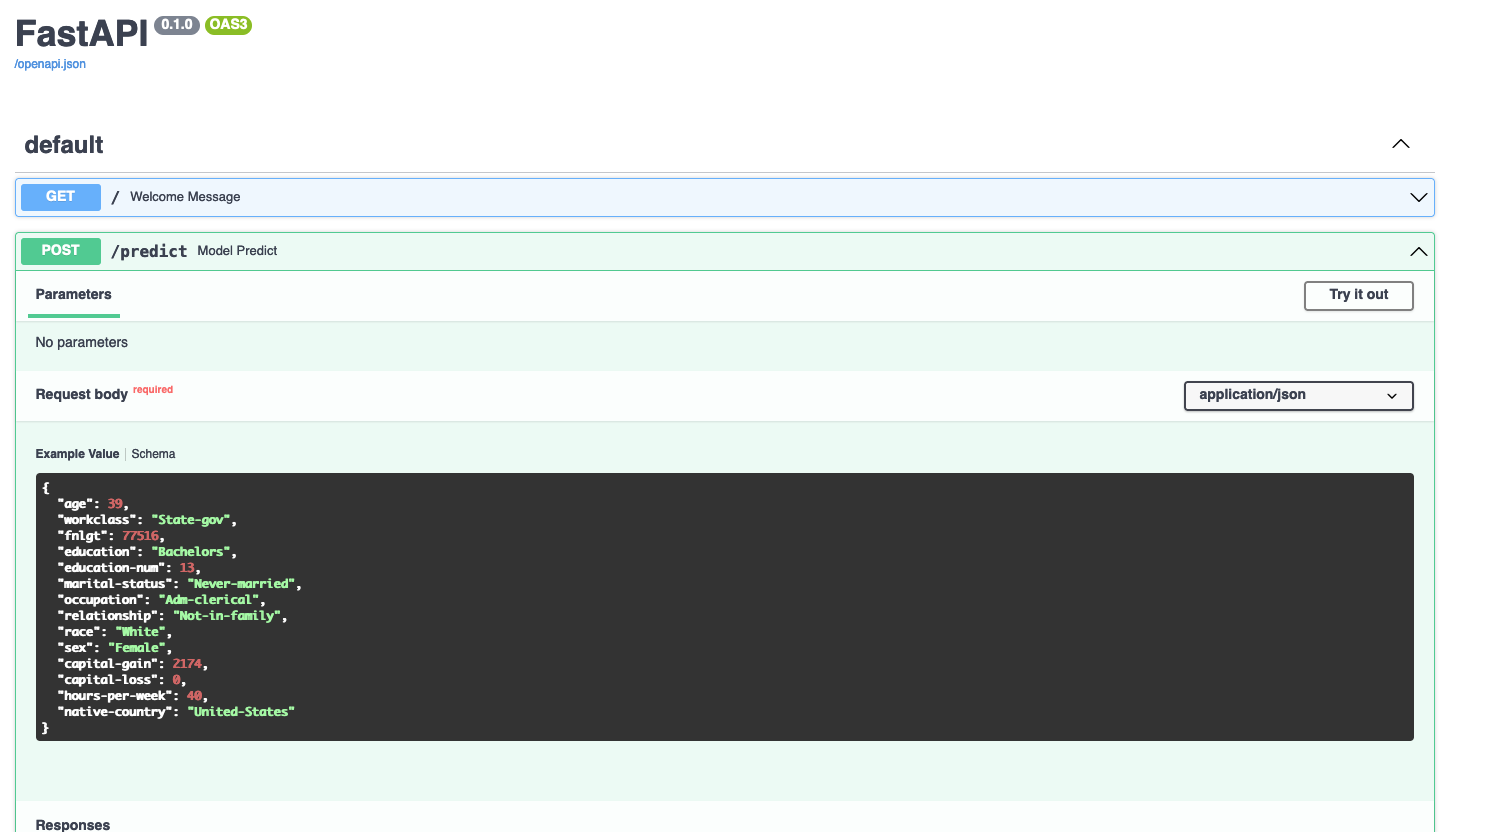 FastAPI 0.1.0 OAS3
/openapi.json
default
GET / Welcome Message
POST /predict Model Predict
Parameters Try it out
No parameters
Request body required application/json
Example Value Schema
{
"age": 39,
"workclass": "State-gov",
"fnlgt": 77516,
"education": "Bachelors",
"education-num": 13,
"marital-status": "Never-married",
"occupation": "Adm-clerical",
"relationship": "Not-in-family",
"race": "White",
"sex": "Female",
"capital-gain": 2174,
"capital-loss": 0,
"hours-per-week": 40,
"native-country": "United-States"
}
Responses